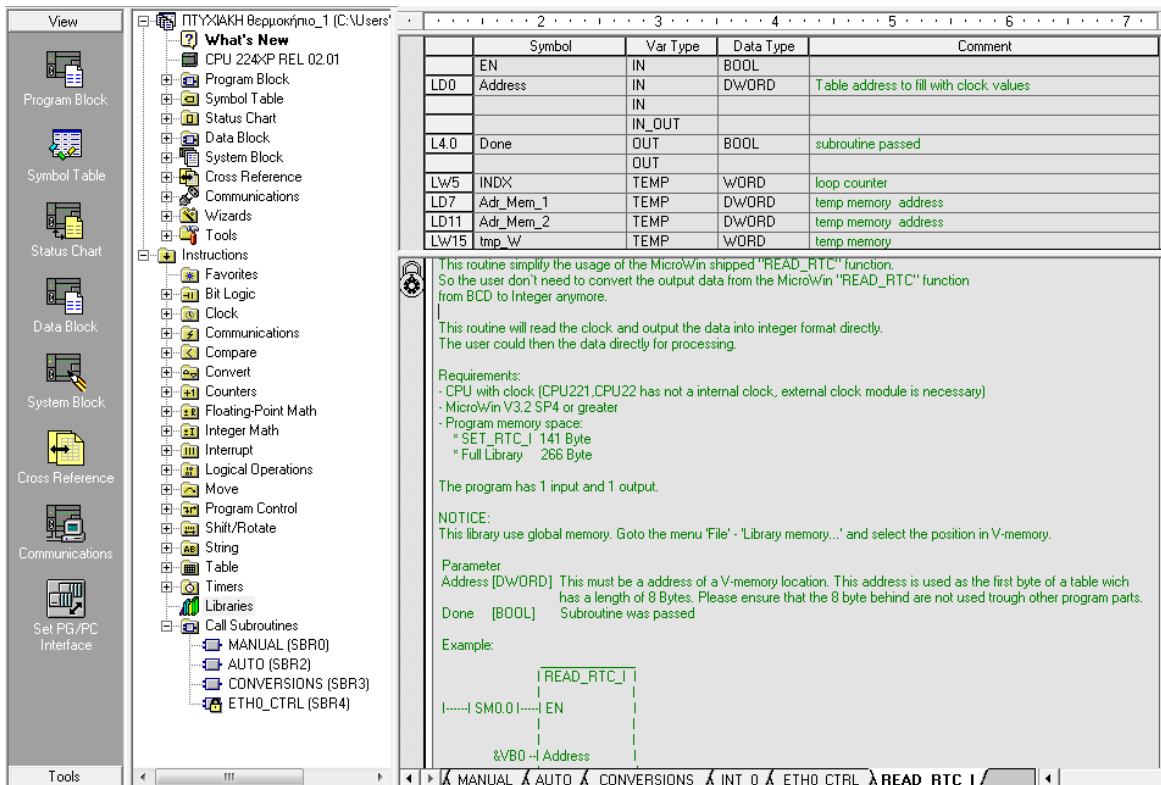 View
Program Block
Symbol Table
Status Chart
Data Block
System Block
Cross Reference
Communications
Set PG/PC
Interface
Tools
ΠΤΥΧΙΑΚΗ θερμοκήπιο_1 (C:\Users'
What's New
CPU 224XP REL 02.01
Program Block
Symbol Table
Status Chart
Data Block
System Block
Cross Reference
Communications
Wizards
Tools
Instructions
Favorites
Bit Logic
Clock
Communications
Compare
Convert
Counters
Floating-Point Math
Integer Math
Interrupt
Logical Operations
Move
Program Control
Shift/Rotate
String
Table
Timers
Libraries
Call Subroutines
MANUAL (SBR0)
AUTO (SBR2)
CONVERSIONS (SBR3)
ETH0_CTRL (SBR4)
2 3 4 5 6 7
Symbol Var Type Data Type Comment
EN IN BOOL
LD0 Address IN DWORD Table address to fill with clock values
IN
IN_OUT
L4.0 Done OUT BOOL subroutine passed
OUT
LW5 INDX TEMP WORD loop counter
LD7 Adr_Mem_1 TEMP DWORD temp memory address
LD11 Adr_Mem_2 TEMP DWORD temp memory address
LW15 tmp_W TEMP WORD temp memory
This routine simplify the usage of the MicroWin shipped "READ_RTC" function.
So the user don`t need to convert the output data from the MicroWin "READ_RTC" function
from BCD to Integer anymore.
This routine will read the clock and output the data into integer format directly.
The user could then the data directly for processing.
Requirements:
- CPU with clock (CPU221,CPU22 has not a internal clock, external clock module is necessary)
- MicroWin V3.2 SP4 or greater
- Program memory space:
* SET_RTC_I 141 Byte
* Full Library 266 Byte
The program has 1 input and 1 output.
NOTICE:
This library use global memory. Goto the menu 'File' - 'Library memory...' and select the position in V-memory.
Parameter
Address [DWORD] This must be a address of a V-memory location. This address is used as the first byte of a table wich
has a length of 8 Bytes. Please ensure that the 8 byte behind are not used trough other program parts.
Done [BOOL] Subroutine was passed
Example:
| READ_RTC_I |
|------| SM0.0 |-----| EN |
&VB0 --| Address |
MANUAL AUTO CONVERSIONS INT_0 ETH0_CTRL READ_RTC_I